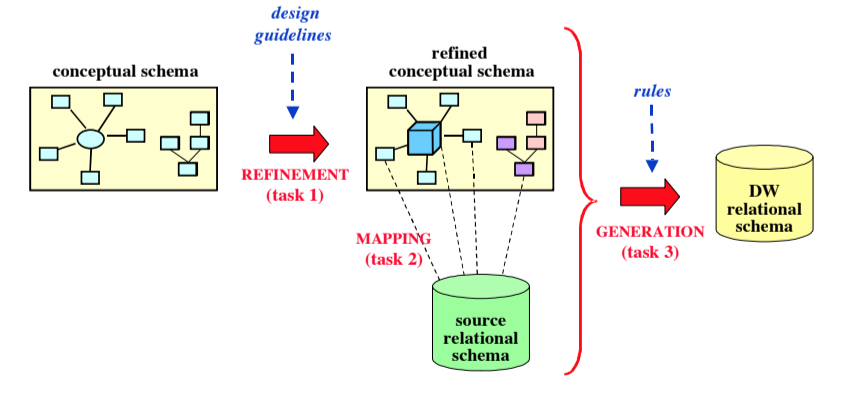 design
guidelines
conceptual schema
refined
conceptual schema
rules
REFINEMENT
(task 1)
MAPPING
(task 2)
GENERATION
(task 3)
DW
relational
schema
source
relational
schema